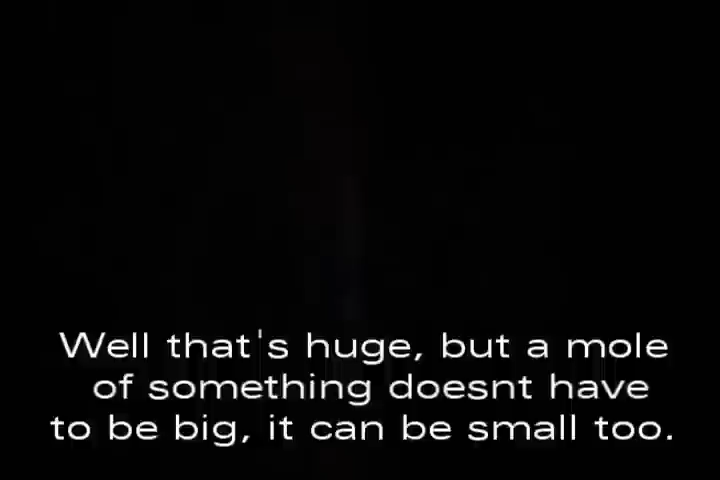 Well that's huge, but a mole
of something doesnt have
to be big, it can be small too.